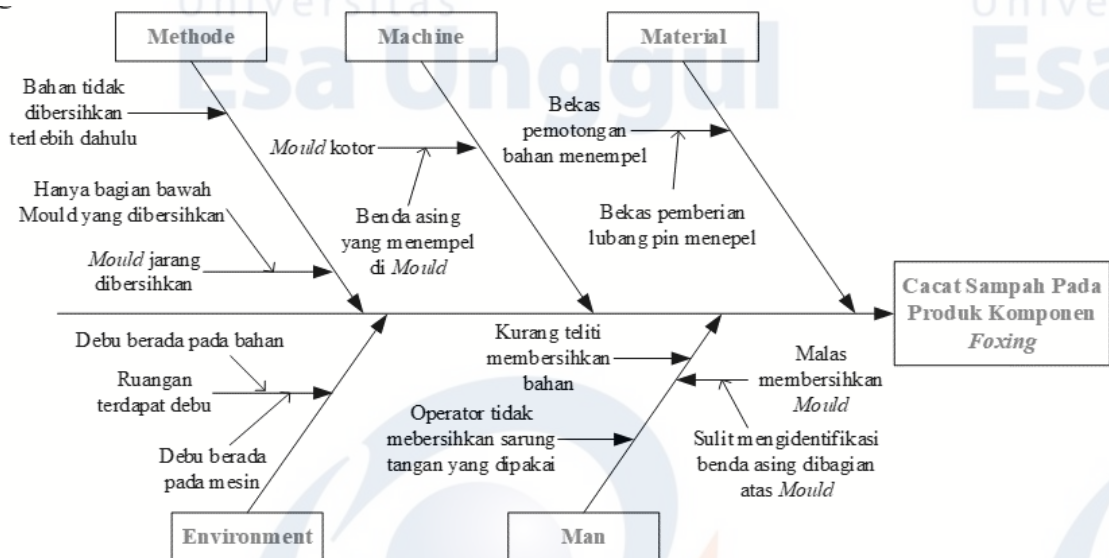 Universitas
Esa Unggul
Methode
Machine
Material
Bahan tidak
dibersihkan
terlebih dahulu
Mould kotor
Bekas
pemotongan
bahan menempel
Hanya bagian bawah
Mould yang dibersihkan
Benda asing
yang menempel
di Mould
Bekas pemberian
lubang pin menepel
Mould jarang
dibersihkan
Cacat Sampah Pada
Produk Komponen
Foxing
Debu berada pada bahan
Ruangan
terdapat debu
Debu berada
pada mesin
Kurang teliti
membersihkan
bahan
Malas
membersihkan
Mould
Operator tidak
mebersihkan sarung
tangan yang dipakai
Sulit mengidentifikasi
benda asing dibagian
atas Mould
Environment
Man